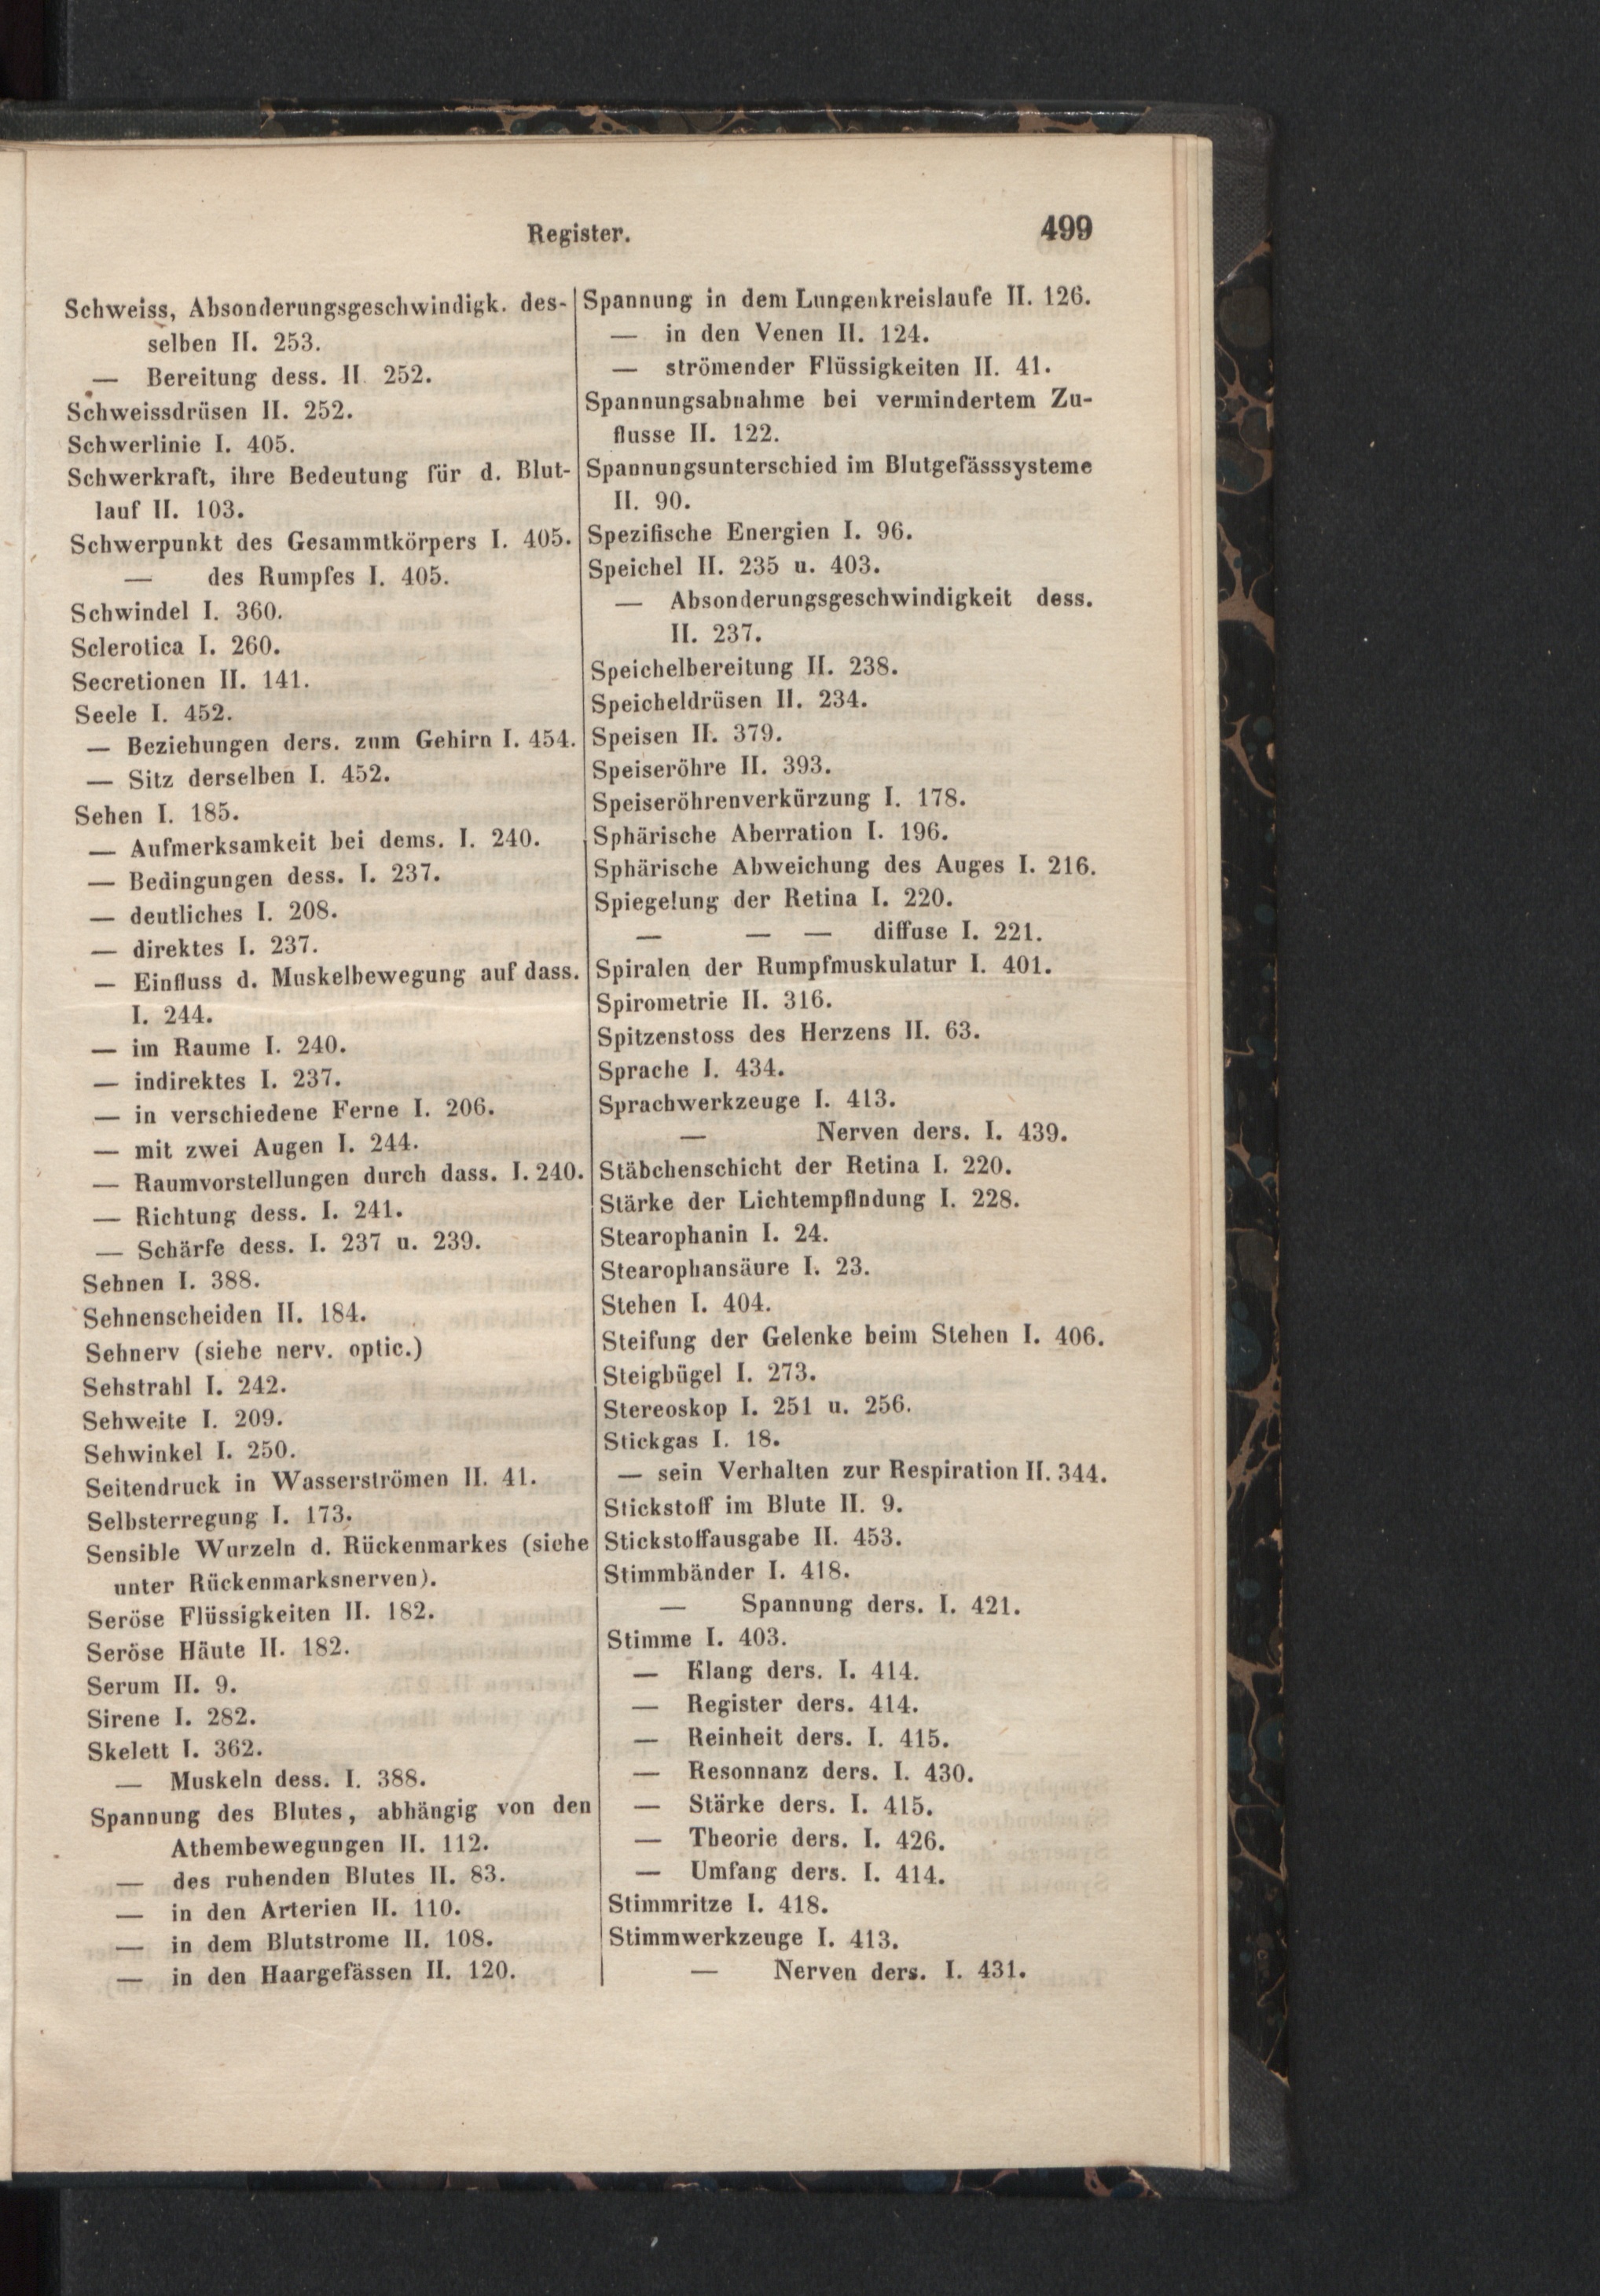 Register.
499
Schweiss, Absonderungsgeschwindigk. des-
selben II. 253.
— Bereitung dess. II 252.
Schweissdrüsen II. 252.
Schwerlinie I. 405.
Schwerkraft, ihre Bedeutung für d. Blut-
lauf II. 103.
Schwerpunkt des Gesammtkörpers I. 405.
— des Rumpfes I. 405.
Schwindel I. 360.
Sclerotica I. 260.
Secretionen II. 141.
Seele I. 452.
— Beziehungen ders. zum Gehirn I. 454.
— Sitz derselben I. 452.
Sehen I. 185.
— Aufmerksamkeit bei dems. I. 240.
— Bedingungen dess. I. 237.
— deutliches I. 208.
— direktes I. 237.
— Einfluss d. Muskelbewegung auf dass.
I. 244.
— im Raume I. 240.
— indirektes I. 237.
— in verschiedene Ferne I. 206.
— mit zwei Augen I. 244.
— Raumvorstellungen durch dass. I. 240.
— Richtung dess. I. 241.
— Schärfe dess. I. 237 u. 239.
Sehnen I. 388.
Sehnenscheiden II. 184.
Sehnerv (siehe nerv. optic.)
Sehstrahl I. 242.
Sehweite I. 209.
Sehwinkel I. 250.
Seitendruck in Wasserströmen II. 41.
Selbsterregung I. 173.
Sensible Wurzeln d. Rückenmarkes (siehe
unter Rückenmarksnerven).
Seröse Flüssigkeiten II. 182.
Seröse Häute II. 182.
Serum II. 9.
Sirene I. 282.
Skelett I. 362.
— Muskeln dess. I. 388.
Spannung des Blutes, abhängig von den
Athembewegungen II. 112.
— des ruhenden Blutes II. 83.
— in den Arterien II. 110.
— in dem Blutstrome II. 108.
— in den Haargefässen II. 120.
Spannung in dem Lungenkreislaufe II. 126.
— in den Venen II. 124.
— strömender Flüssigkeiten II. 41.
Spannungsabnahme bei vermindertem Zu-
flusse II. 122.
Spannungsunterschied im Blutgefässsysteme
II. 90.
Spezifische Energien I. 96.
Speichel II. 235 u. 403.
— Absonderungsgeschwindigkeit dess.
II. 237.
Speichelbereitung II. 238.
Speicheldrüsen II. 234.
Speisen II. 379.
Speiseröhre II. 393.
Speiseröhrenverkürzung I. 178.
Sphärische Aberration I. 196.
Sphärische Abweichung des Auges I. 216.
Spiegelung der Retina I. 220.
— — — diffuse I. 221.
Spiralen der Rumpfmuskulatur I. 401.
Spirometrie II. 316.
Spitzenstoss des Herzens II. 63.
Sprache I. 434.
Sprachwerkzeuge I. 413.
— Nerven ders. I. 439.
Stäbchenschicht der Retina I. 220.
Stärke der Lichtempfindung I. 228.
Stearophanin I. 24.
Stearophansäure I. 23.
Stehen I. 404.
Steifung der Gelenke beim Stehen I. 406.
Steigbügel I. 273.
Stereoskop I. 251 u. 256.
Stickgas I. 18.
— sein Verhalten zur Respiration II. 344.
Stickstoff im Blute II. 9.
Stickstoffausgabe II. 453.
Stimmbänder I. 418.
— Spannung ders. I. 421.
Stimme I. 403.
— Klang ders. I. 414.
— Register ders. 414.
— Reinheit ders. I. 415.
— Resonnanz ders. I. 430.
— Stärke ders. I. 415.
— Theorie ders. I. 426.
— Umfang ders. I. 414.
Stimmritze I. 418.
Stimmwerkzeuge I. 413.
— Nerven ders. I. 431.